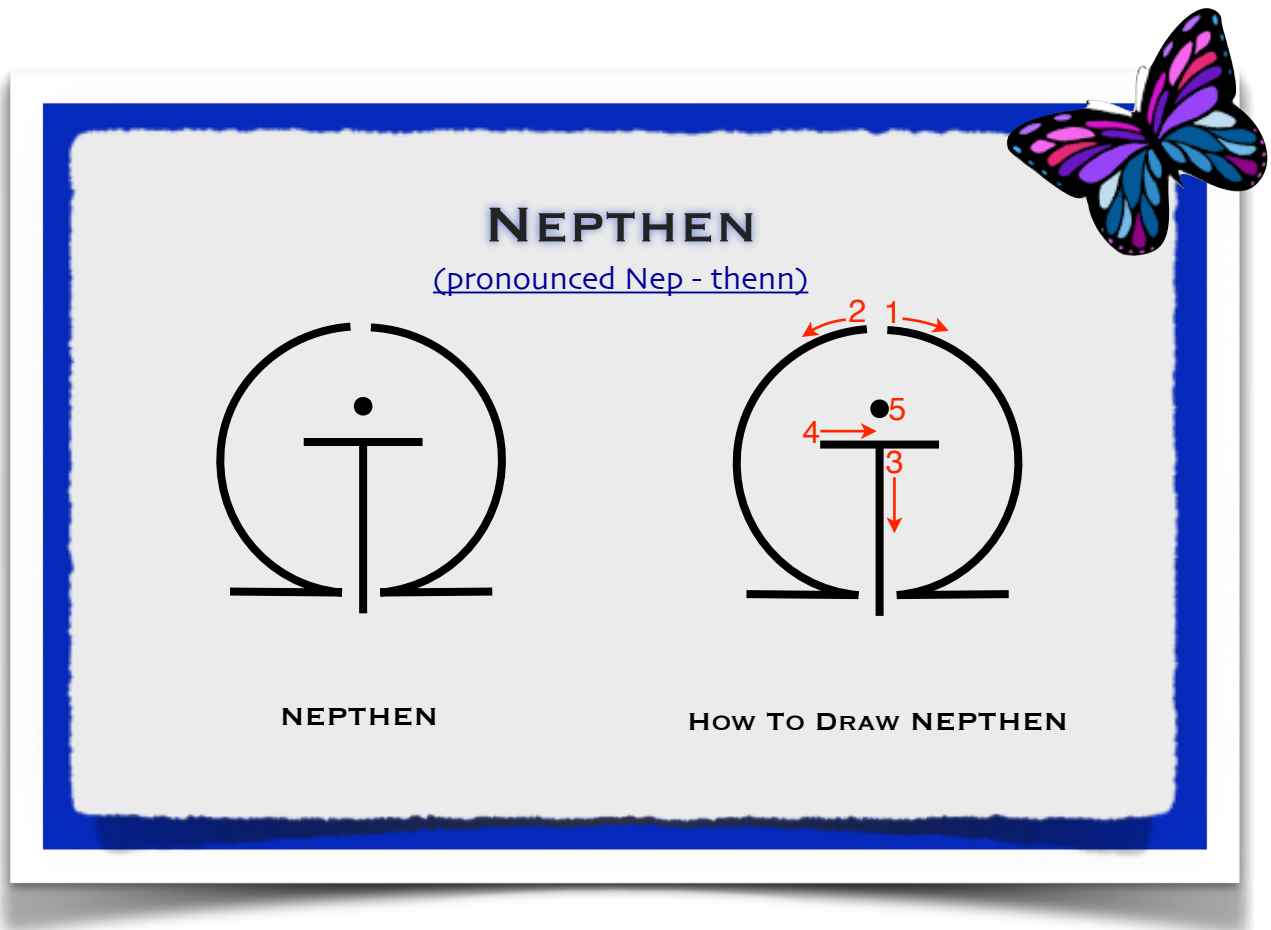 Nepthen
(pronounced Nep - thenn)
2 1
5
4
3
NEPTHEN
How To Draw NEPTHEN